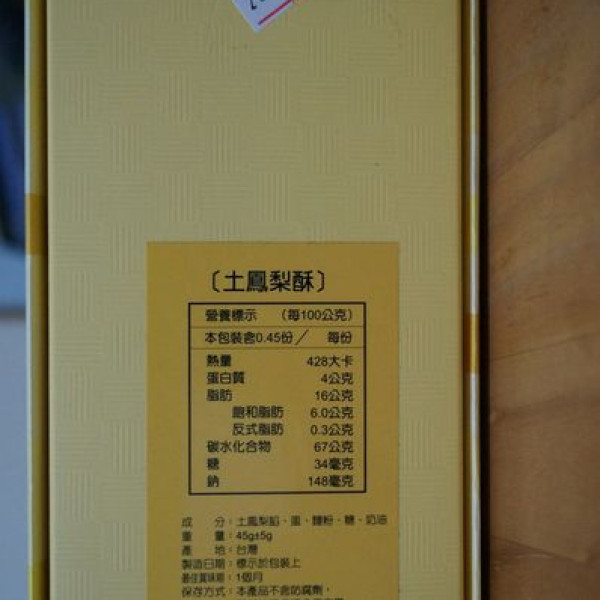 〔土鳳梨酥〕
營養標示 (每100公克)
本包裝含0.45份／ 每份
熱量 428大卡
蛋白質 4公克
脂肪 16公克
飽和脂肪 6.0公克
反式脂肪 0.3公克
碳水化合物 67公克
糖 34毫克
鈉 148毫克
成 分：土鳳梨餡、蛋、麵粉、糖、奶油
重 量：45g±5g
產 地：台灣
製造日期：標示於包裝上
最佳賞味期：1個月
保存方式：本產品不含防腐劑，